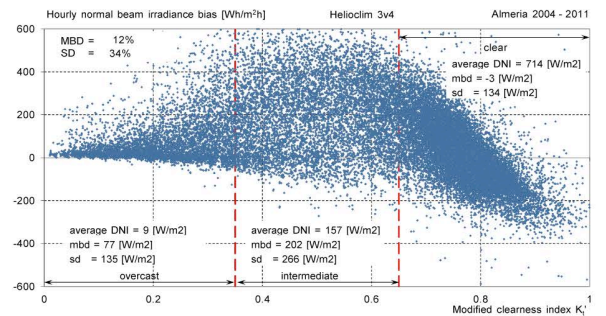 Hourly normal beam irradiance bias [Wh/m²h] Helioclim 3v4 Almeria 2004 - 2011
600
MBD = 12%
SD = 34%
clear
average DNI = 714 [W/m2]
mbd = -3 [W/m2]
sd = 134 [W/m2]
400
200
0
-200
average DNI = 9 [W/m2]
mbd = 77 [W/m2]
sd = 135 [W/m2]
overcast
average DNI = 157 [W/m2]
mbd = 202 [W/m2]
sd = 266 [W/m2]
intermediate
-400
-600
0 0.2 0.4 0.6 0.8 1
Modified clearness index Kt'